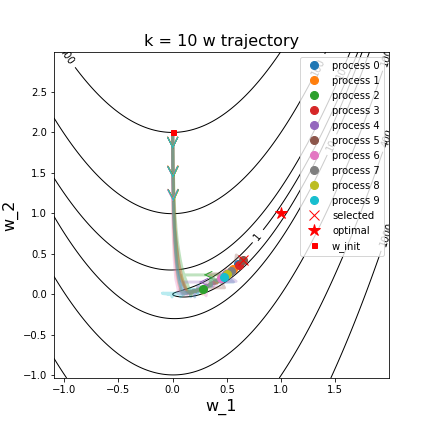 k = 10 w trajectory
process 0
process 1
process 2
process 3
process 4
process 5
process 6
process 7
process 8
process 9
selected
optimal
w_init
1
w_2
2.5
2.0
1.5
1.0
0.5
0.0
−0.5
−1.0
−1.0
−0.5
0.0
0.5
1.0
1.5
w_1